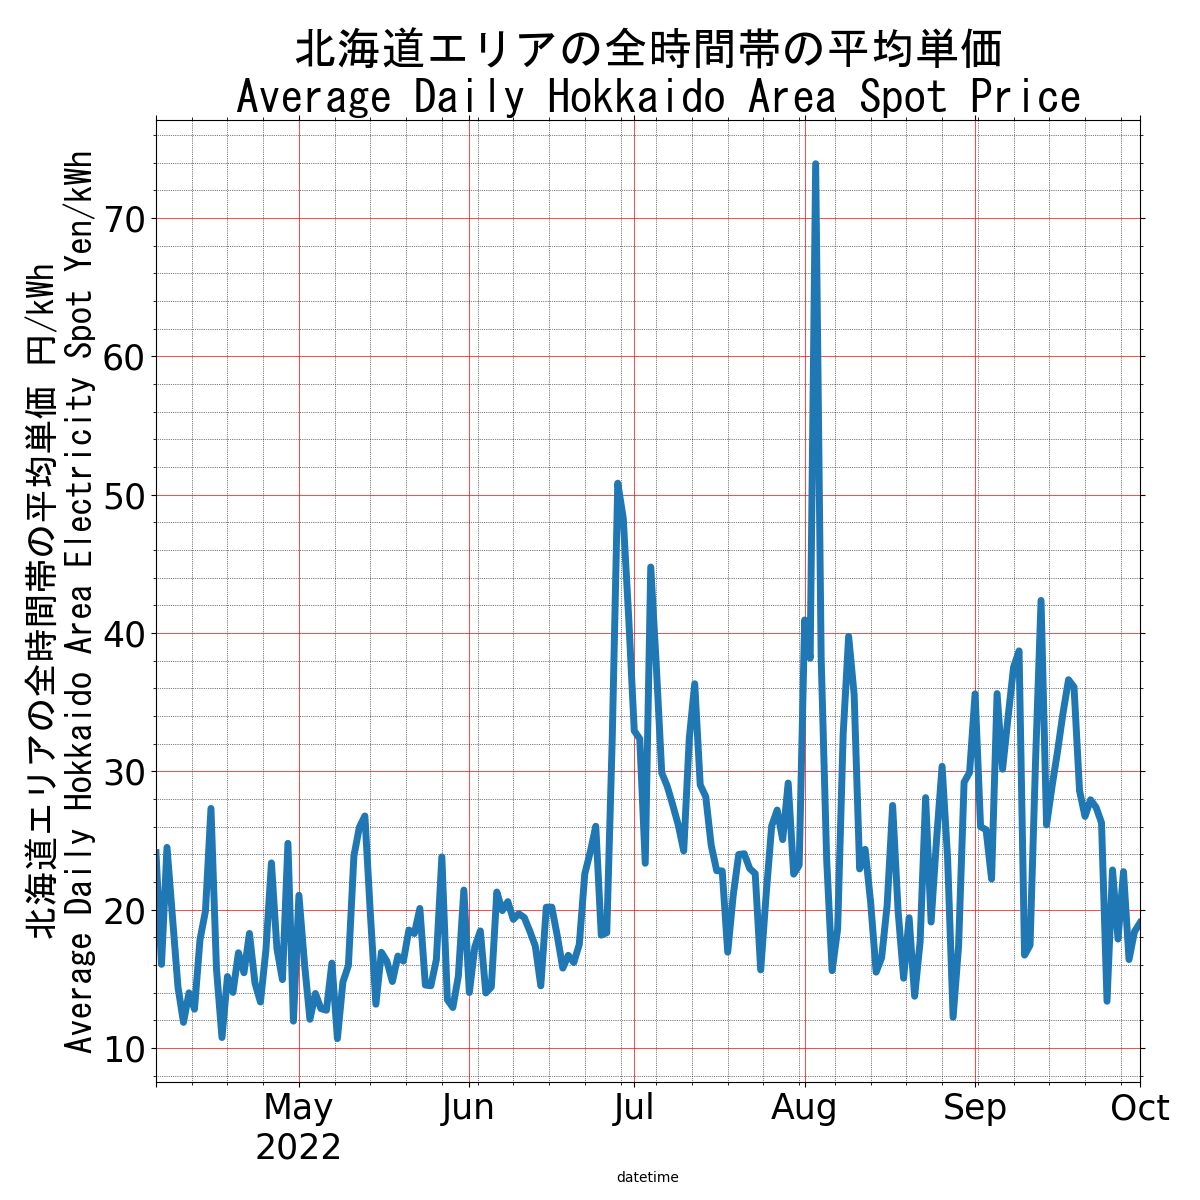 北海道エリアの全時間帯の平均単価
Average Daily Hokkaido Area Spot Price
北海道エリアの全時間帯の平均単価 円/kWh
Average Daily Hokkaido Area Electricity Spot Yen/kWh
70
60
50
40
30
20
10
May
2022
Jun
Jul
Aug
Sep
Oct
datetime